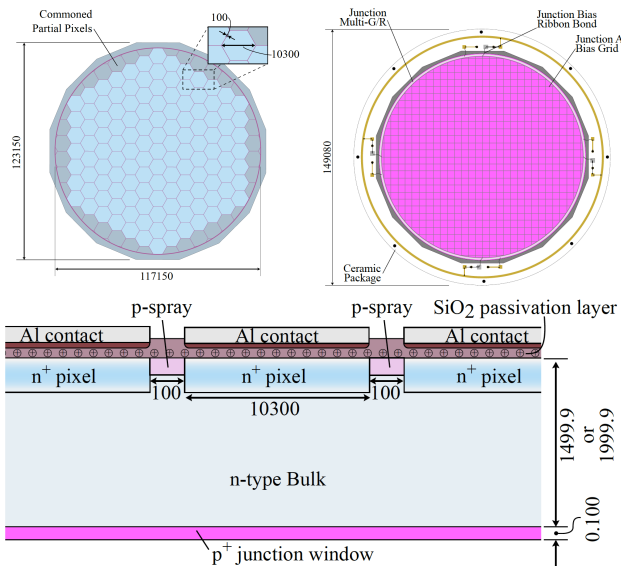 Commoned
Partial Pixels
100
10300
123150
117150
Junction
Multi-G/R
Junction Bias
Ribbon Bond
Junction A
Bias Grid
149080
Ceramic
Package
p-spray
p-spray
SiO2 passivation layer
Al contact
Al contact
Al contact
n+ pixel
n+ pixel
n+ pixel
100
100
10300
1499.9
or
1999.9
n-type Bulk
0.100
p+ junction window